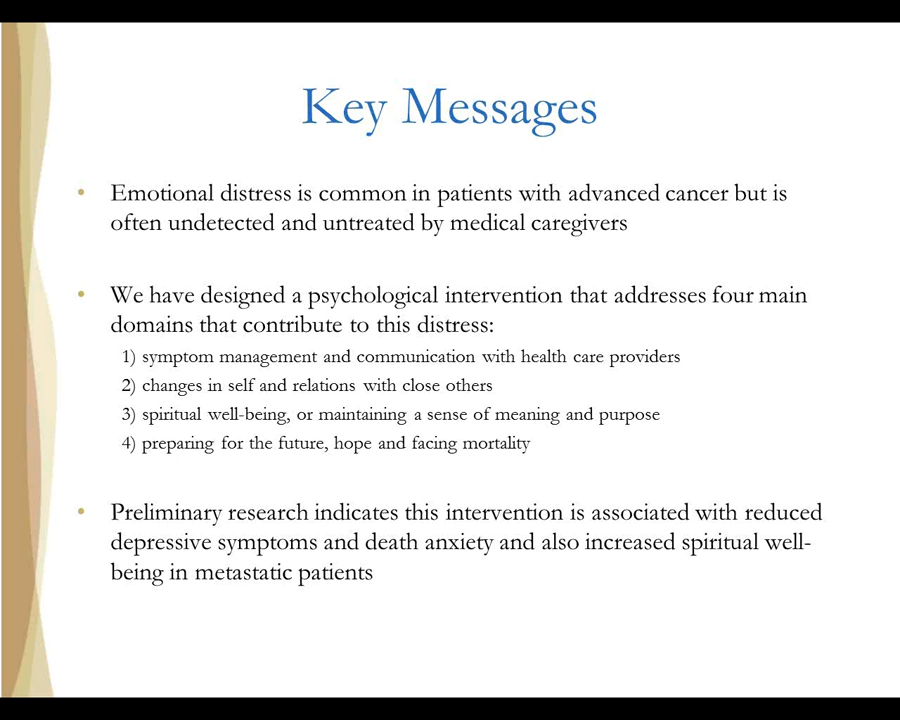 Key Messages
• Emotional distress is common in patients with advanced cancer but is
often undetected and untreated by medical caregivers
• We have designed a psychological intervention that addresses four main
domains that contribute to this distress:
1) symptom management and communication with health care providers
2) changes in self and relations with close others
3) spiritual well-being, or maintaining a sense of meaning and purpose
4) preparing for the future, hope and facing mortality
• Preliminary research indicates this intervention is associated with reduced
depressive symptoms and death anxiety and also increased spiritual well-
being in metastatic patients